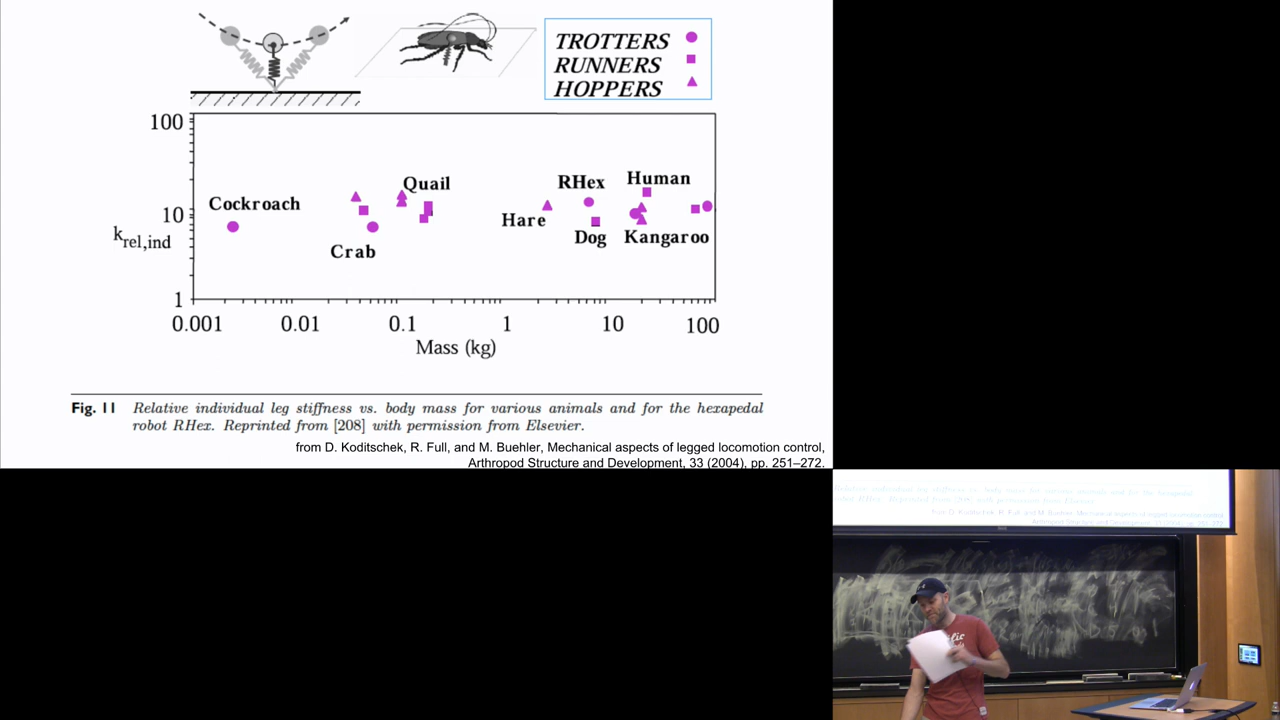 TROTTERS
RUNNERS
HOPPERS
100
10
1
k_rel,ind
Cockroach
Crab
Quail
Hare
RHex
Dog
Human
Kangaroo
0.001 0.01 0.1 1 10 100
Mass (kg)
Fig. 11 Relative individual leg stiffness vs. body mass for various animals and for the hexapedal
robot RHex. Reprinted from [208] with permission from Elsevier.
from D. Koditschek, R. Full, and M. Buehler, Mechanical aspects of legged locomotion control,
Arthropod Structure and Development, 33 (2004), pp. 251–272.